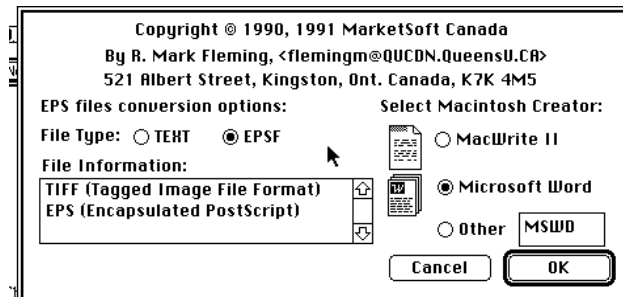 Copyright © 1990, 1991 MarketSoft Canada
By R. Mark Fleming, <flemingm@QUCDN.QueensU.CA>
521 Albert Street, Kingston, Ont. Canada, K7K 4M5
EPS files conversion options:
File Type: TEXT EPSF
File Information:
TIFF (Tagged Image File Format)
EPS (Encapsulated PostScript)
Select Macintosh Creator:
MacWrite II
W
Microsoft Word
Other MSWD
Cancel OK